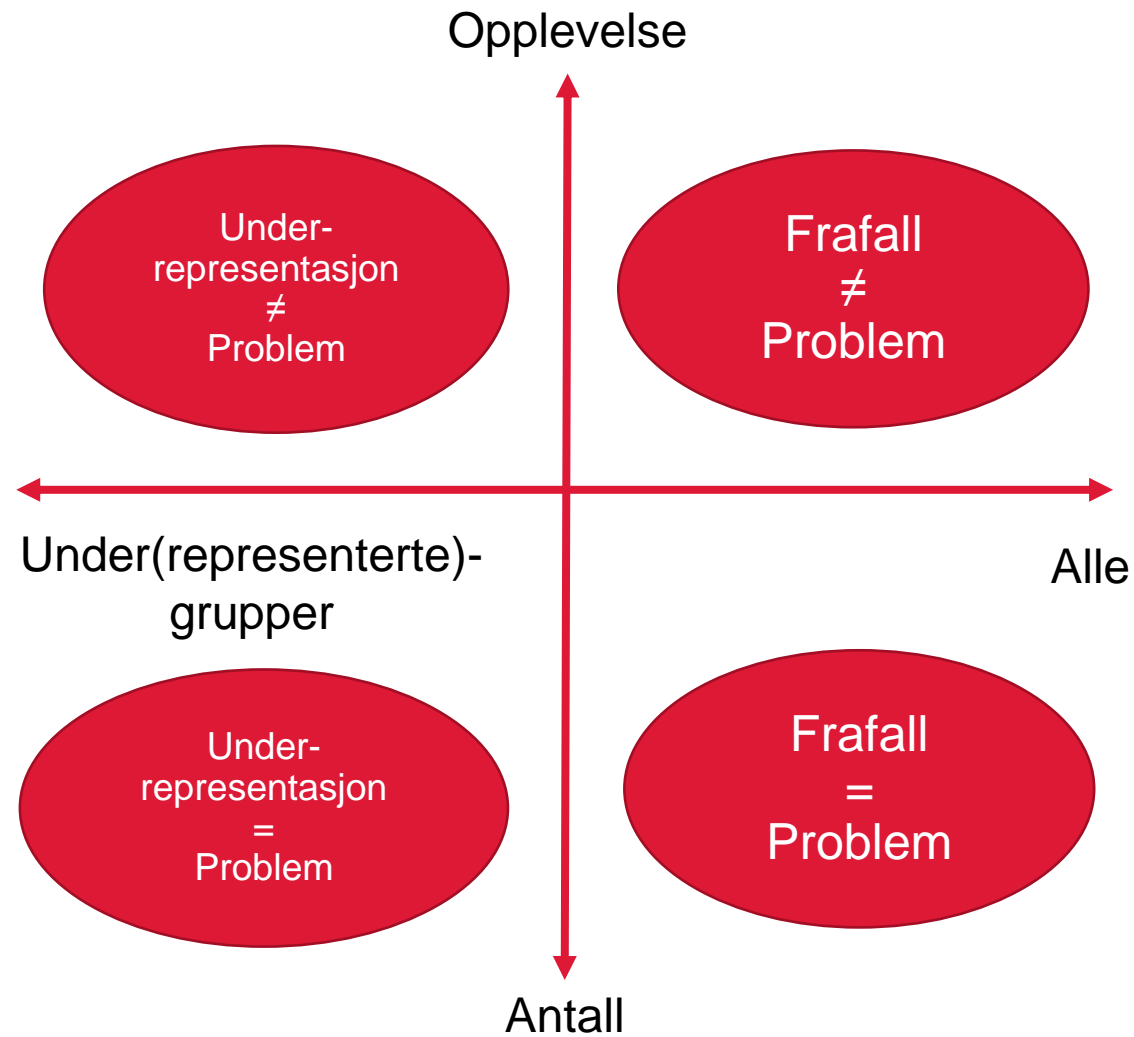 Opplevelse
Under-
representasjon
≠
Problem
Frafall
≠
Problem
Under(representerte)-
grupper
Alle
Under-
representasjon
=
Problem
Frafall
=
Problem
Antall